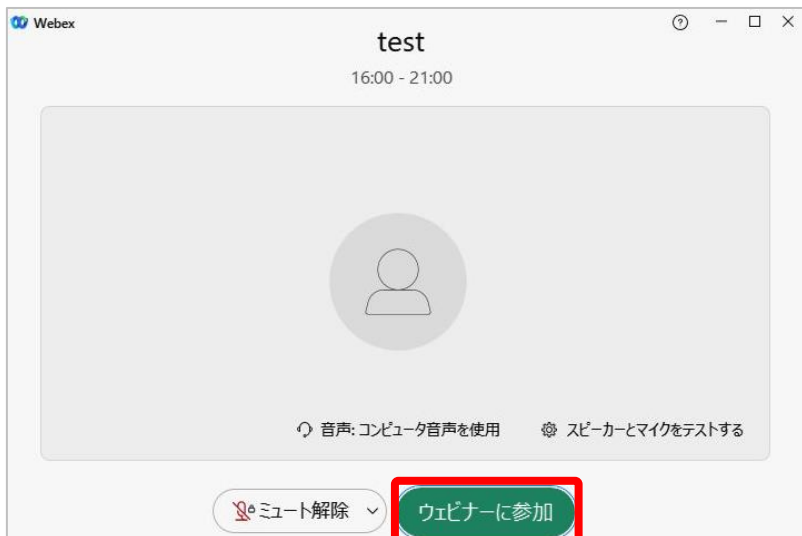 Webex
test
16:00 - 21:00
音声: コンピュータ音声を使用 スピーカーとマイクをテストする
ミュート解除 ウェビナーに参加